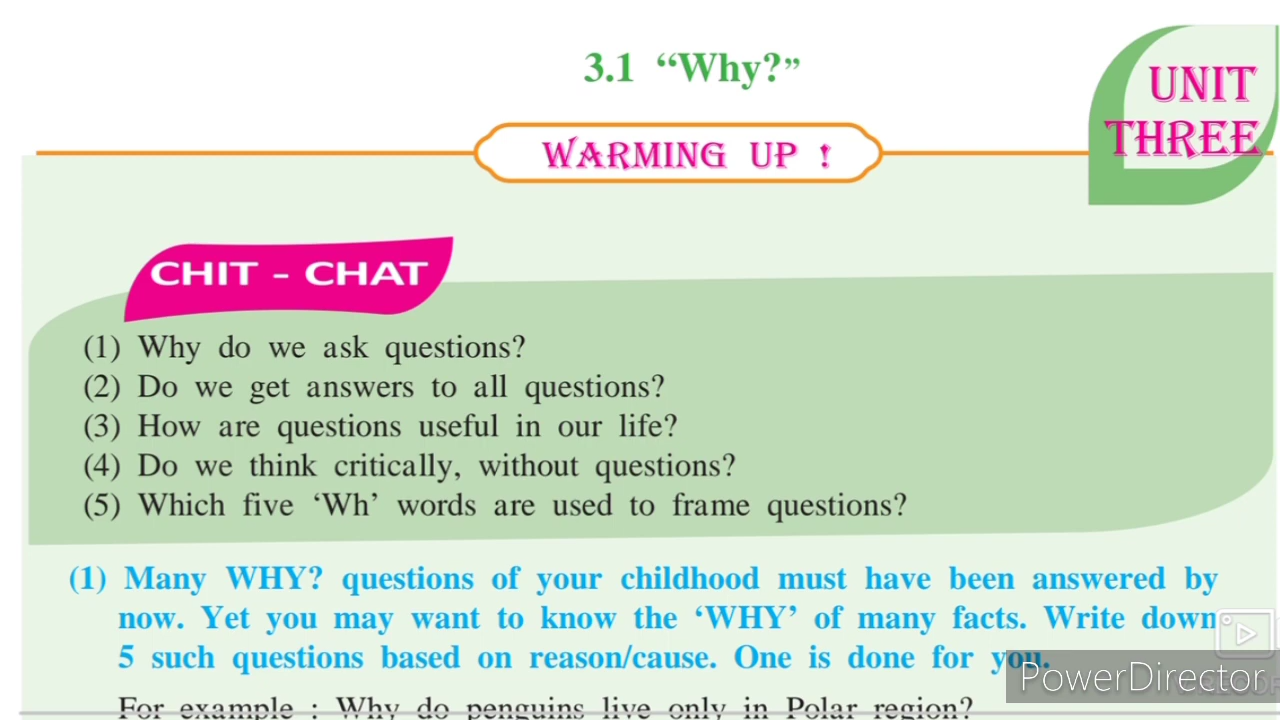 3.1 “Why?”
UNIT
THREE
WARMING UP !
CHIT - CHAT
(1) Why do we ask questions?
(2) Do we get answers to all questions?
(3) How are questions useful in our life?
(4) Do we think critically, without questions?
(5) Which five ‘Wh’ words are used to frame questions?
(1) Many WHY? questions of your childhood must have been answered by
now. Yet you may want to know the ‘WHY’ of many facts. Write down
5 such questions based on reason/cause. One is done for you.
For example : Why do penguins live only in Polar region?
PowerDirector